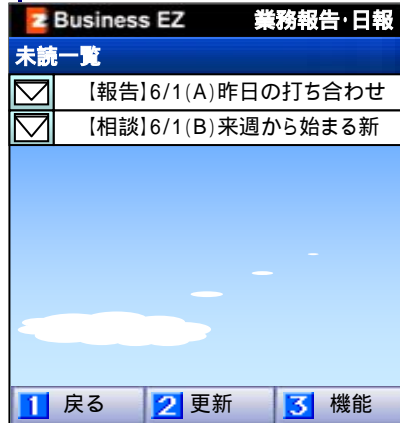 Z Business EZ 業務報告・日報
未読一覧
【報告】6/1(A)昨日の打ち合わせ
【相談】6/1(B)来週から始まる新
1 戻る 2 更新 3 機能